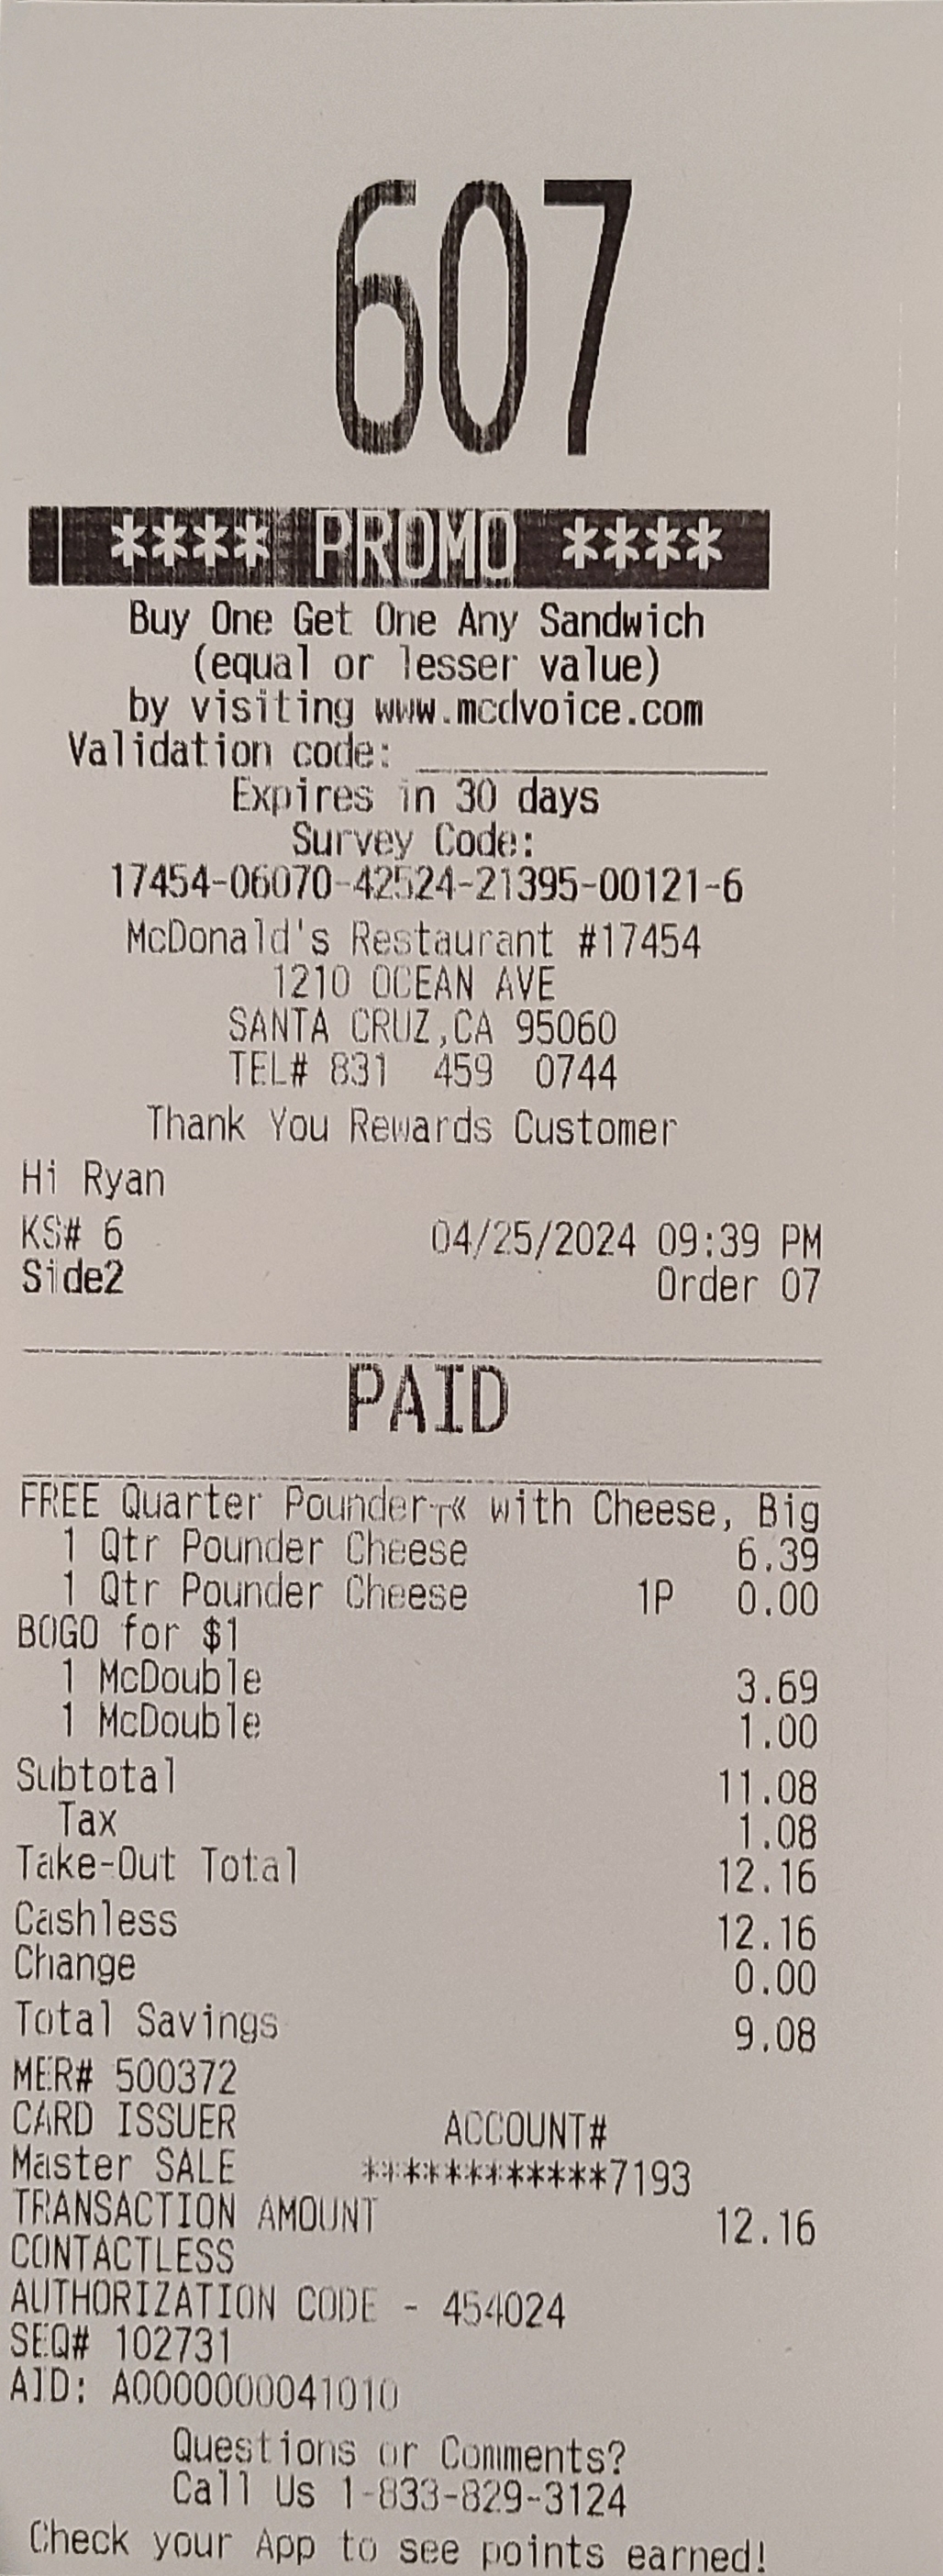 607
**** PROMO ****
Buy One Get One Any Sandwich
(equal or lesser value)
by visiting www.mcdvoice.com
Validation code: ____________
Expires in 30 days
Survey Code:
17454-06070-42524-21395-00121-6
McDonald's Restaurant #17454
1210 OCEAN AVE
SANTA CRUZ,CA 95060
TEL# 831 459 0744
Thank You Rewards Customer
Hi Ryan
KS# 6 04/25/2024 09:39 PM
Side2 Order 07
PAID
FREE Quarter Pounder┬« with Cheese, Big
1 Qtr Pounder Cheese 6.39
1 Qtr Pounder Cheese 1P 0.00
BOGO for $1
1 McDouble 3.69
1 McDouble 1.00
Subtotal 11.08
Tax 1.08
Take-Out Total 12.16
Cashless 12.16
Change 0.00
Total Savings 9.08
MER# 500372
CARD ISSUER ACCOUNT#
Master SALE ************7193
TRANSACTION AMOUNT 12.16
CONTACTLESS
AUTHORIZATION CODE - 454024
SEQ# 102731
AID: A0000000041010
Questions or Comments?
Call Us 1-833-829-3124
Check your App to see points earned!